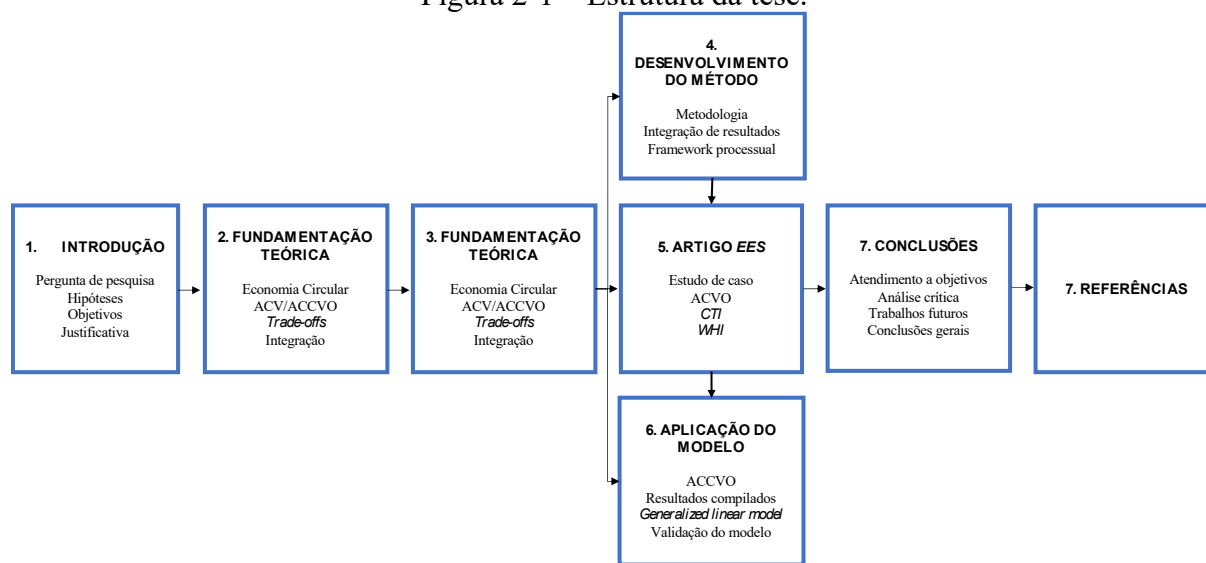 Figura 2-1 – Estrutura da tese.
4.
DESENVOLVIMENTO
DO MÉTODO
Metodologia
Integração de resultados
Framework processual
1. INTRODUÇÃO
Pergunta de pesquisa
Hipóteses
Objetivos
Justificativa
2. FUNDAMENTAÇÃO
TEÓRICA
Economia Circular
ACV/ACCVO
Trade-offs
Integração
3. FUNDAMENTAÇÃO
TEÓRICA
Economia Circular
ACV/ACCVO
Trade-offs
Integração
5. ARTIGO EES
Estudo de caso
ACVO
CTI
WHI
7. CONCLUSÕES
Atendimento a objetivos
Análise crítica
Trabalhos futuros
Conclusões gerais
7. REFERÊNCIAS
6. APLICAÇÃO DO
MODELO
ACCVO
Resultados compilados
Generalized linear model
Validação do modelo